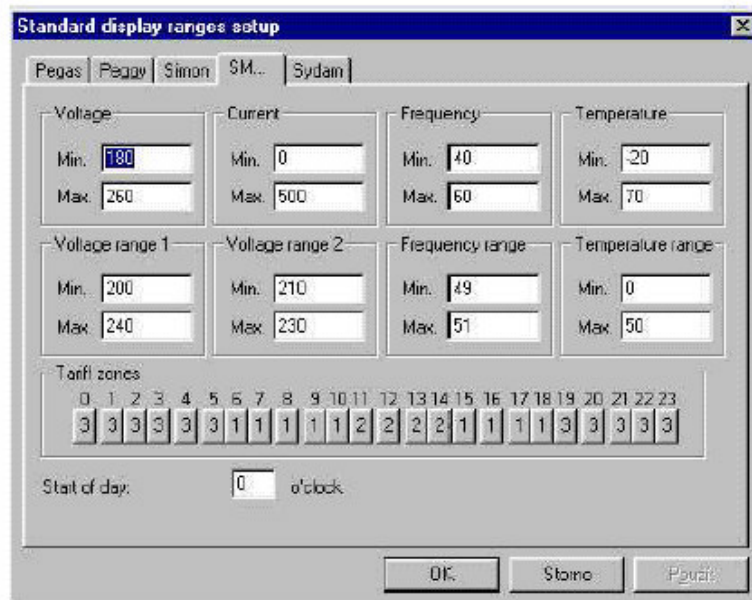 Standard display ranges setup
Pegas Peggy Simon SM... Sydam
Voltage Current Frequency Temperature
Min. 180 Min. 0 Min. 40 Min. -20
Max. 260 Max. 500 Max. 60 Max. 70
Voltage range 1 Voltage range 2 Frequency range Temperature range
Min. 200 Min. 210 Min. 49 Min. 0
Max. 240 Max. 230 Max. 51 Max. 50
Tariff zones
0 1 2 3 4 5 6 7 8 9 10 11 12 13 14 15 16 17 18 19 20 21 22 23
3 3 3 3 3 3 1 1 1 1 1 2 2 2 2 1 1 1 1 3 3 3 3 3
Start of day: 0 o'clock
OK Storno Použít